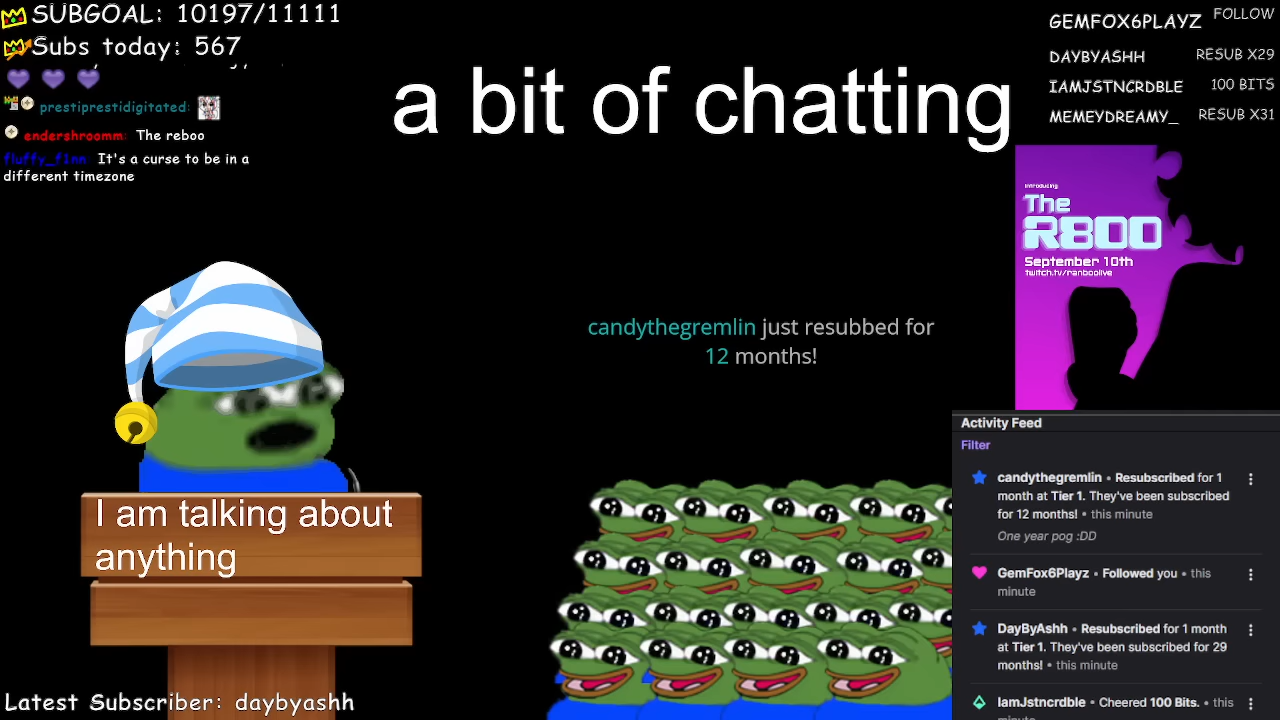 SUBGOAL: 10197/11111
Subs today: 567
prestiprestidigitated:
endershroomm: The reboo
fluffy_f1nn: It's a curse to be in a
different timezone
a bit of chatting
GEMFOX6PLAYZ FOLLOW
DAYBYASHH RESUB X29
IAMJSTNCRDBLE 100 BITS
MEMEYDREAMY_ RESUB X31
introducing
The
R800
September 10th
twitch.tv/ranboolive
candythegremlin just resubbed for
12 months!
I am talking about
anything
Latest Subscriber: daybyashh
Activity Feed
Filter
candythegremlin • Resubscribed for 1
month at Tier 1. They've been subscribed
for 12 months! • this minute
One year pog :DD
GemFox6Playz • Followed you • this
minute
DayByAshh • Resubscribed for 1 month
at Tier 1. They've been subscribed for 29
months! • this minute
IamJstncrdble • Cheered 100 Bits. • this
minute